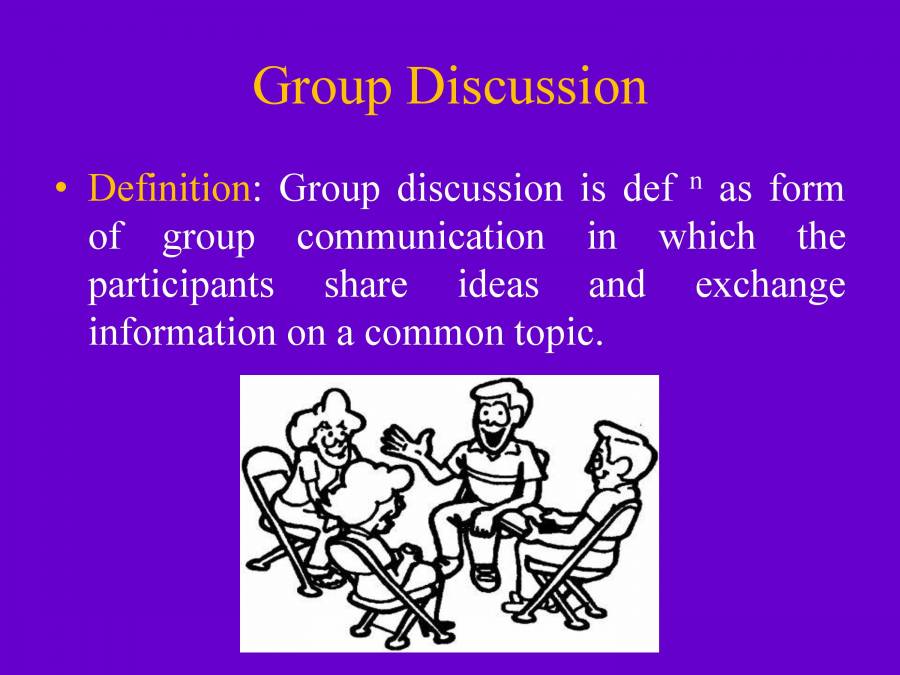 Group Discussion
• Definition: Group discussion is def ⁿ as form
of group communication in which the
participants share ideas and exchange
information on a common topic.